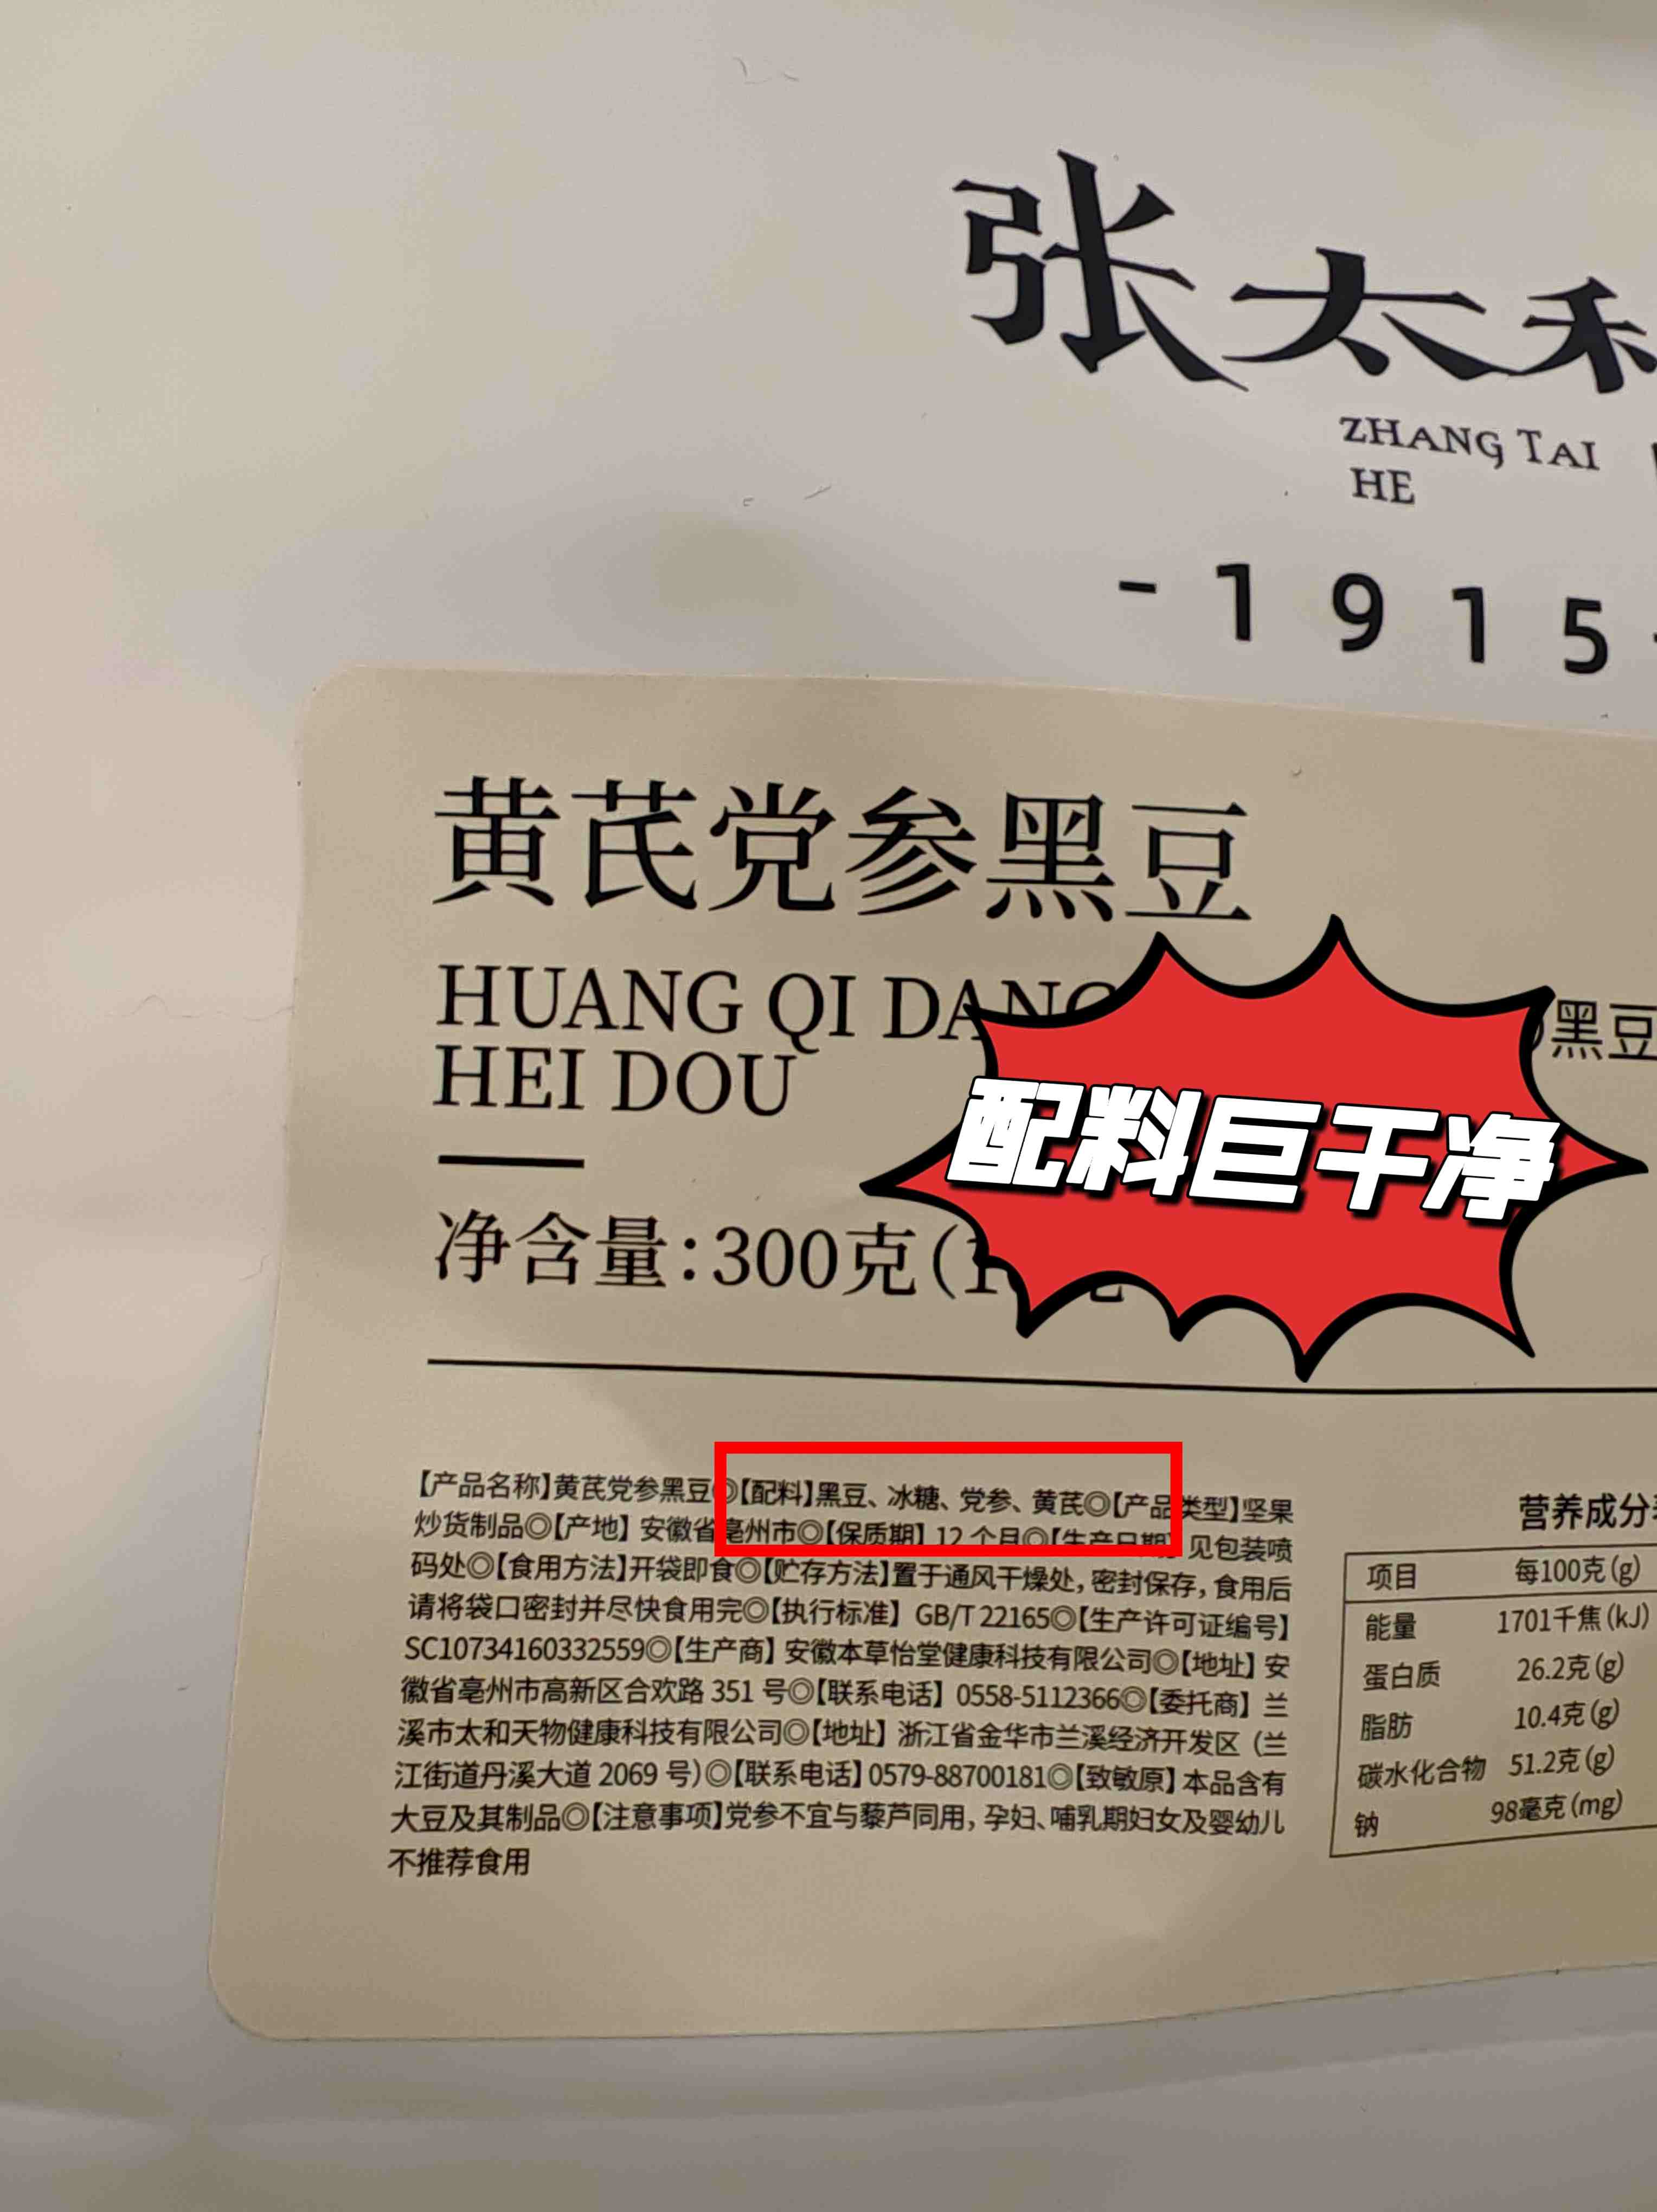 张太
ZHANG TAI
HE
-1915
黄芪党参黑豆
HUANG QI DANG
HEI DOU
黑豆
配料巨干净
净含量:300克(1
【产品名称】黄芪党参黑豆◎【配料】黑豆、冰糖、党参、黄芪◎【产品类型】坚果
炒货制品◎【产地】安徽省亳州市◎【保质期】12个月◎【生产日期】见包装喷
码处◎【食用方法】开袋即食◎【贮存方法】置于通风干燥处,密封保存,食用后
请将袋口密封并尽快食用完◎【执行标准】GB/T 22165◎【生产许可证编号】
SC10734160332559◎【生产商】安徽本草怡堂健康科技有限公司◎【地址】安
徽省亳州市高新区合欢路 351 号◎【联系电话】0558-5112366◎【委托商】兰
溪市太和天物健康科技有限公司◎【地址】浙江省金华市兰溪经济开发区(兰
江街道丹溪大道 2069 号)◎【联系电话】0579-88700181◎【致敏原】本品含有
大豆及其制品◎【注意事项】党参不宜与藜芦同用,孕妇、哺乳期妇女及婴幼儿
不推荐食用
营养成分
项目 每100克(g)
能量 1701千焦(kJ)
蛋白质 26.2克(g)
脂肪 10.4克(g)
碳水化合物 51.2克(g)
钠 98毫克(mg)